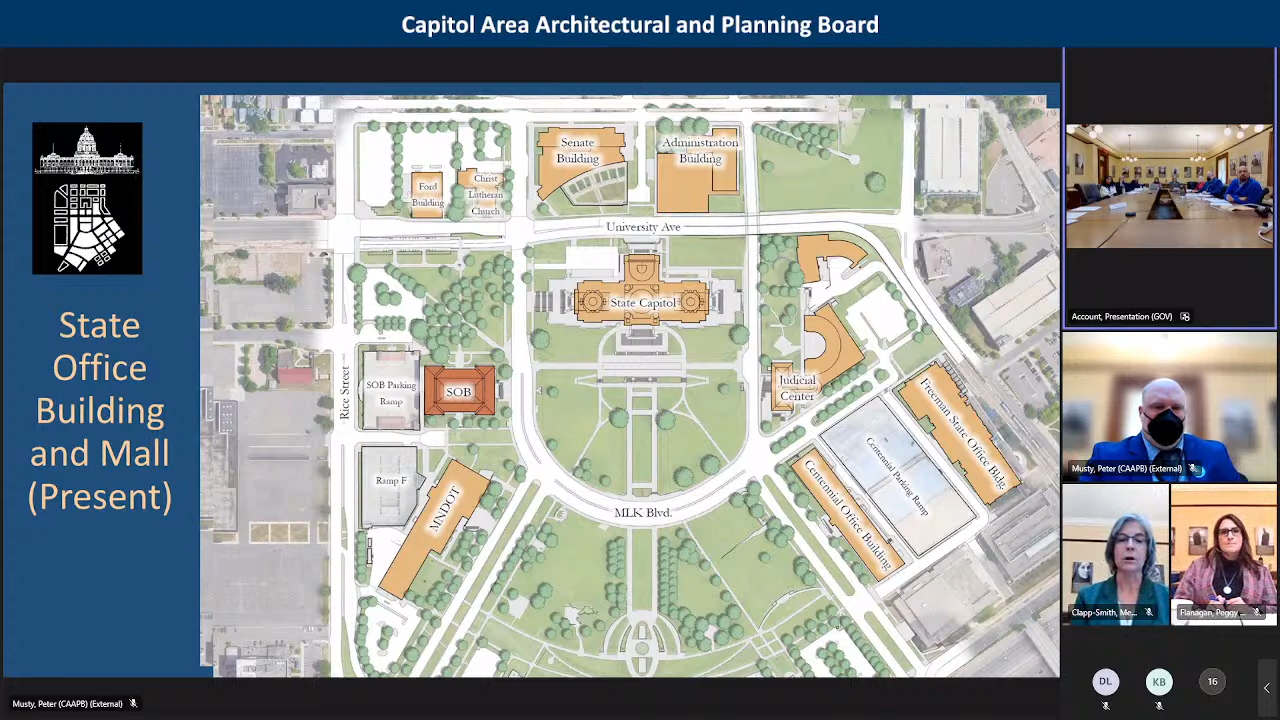 Capitol Area Architectural and Planning Board
State
Office
Building
and Mall
(Present)
Senate
Building
Administration
Building
Ford
Building
Christ
Lutheran
Church
University Ave
State Capitol
Rice Street
SOB Parking
Ramp
SOB
Judicial
Center
Freeman State Office Bldg.
Centennial Parking Ramp
Centennial Office Building
Ramp F
MNDOT
MLK Blvd.
Account, Presentation (GOV)
Musty, Peter (CAAPB) (External)
Clapp-Smith, Me...
Flanagan, Peggy ...
DL
KB
16
Musty, Peter (CAAPB) (External)